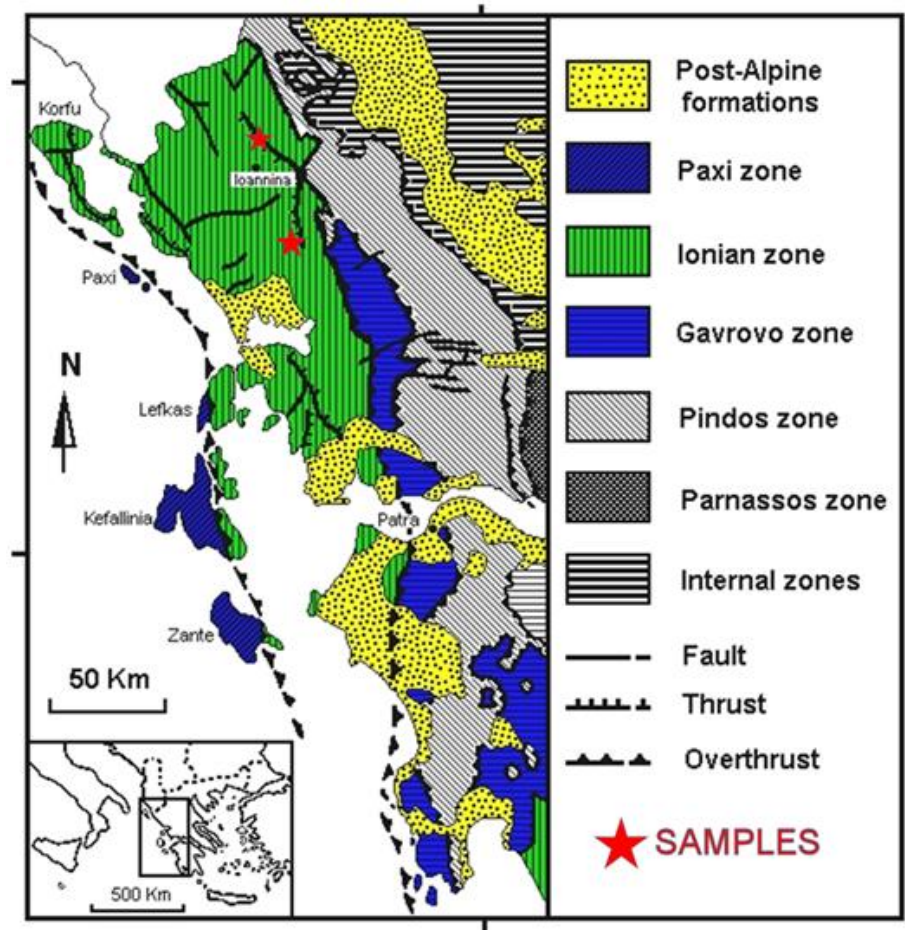 Korfu
Ioannina
Paxi
N
Lefkas
Kefallinia
Patra
Zante
50 Km
500 Km
Post-Alpine
formations
Paxi zone
Ionian zone
Gavrovo zone
Pindos zone
Parnassos zone
Internal zones
Fault
Thrust
Overthrust
SAMPLES